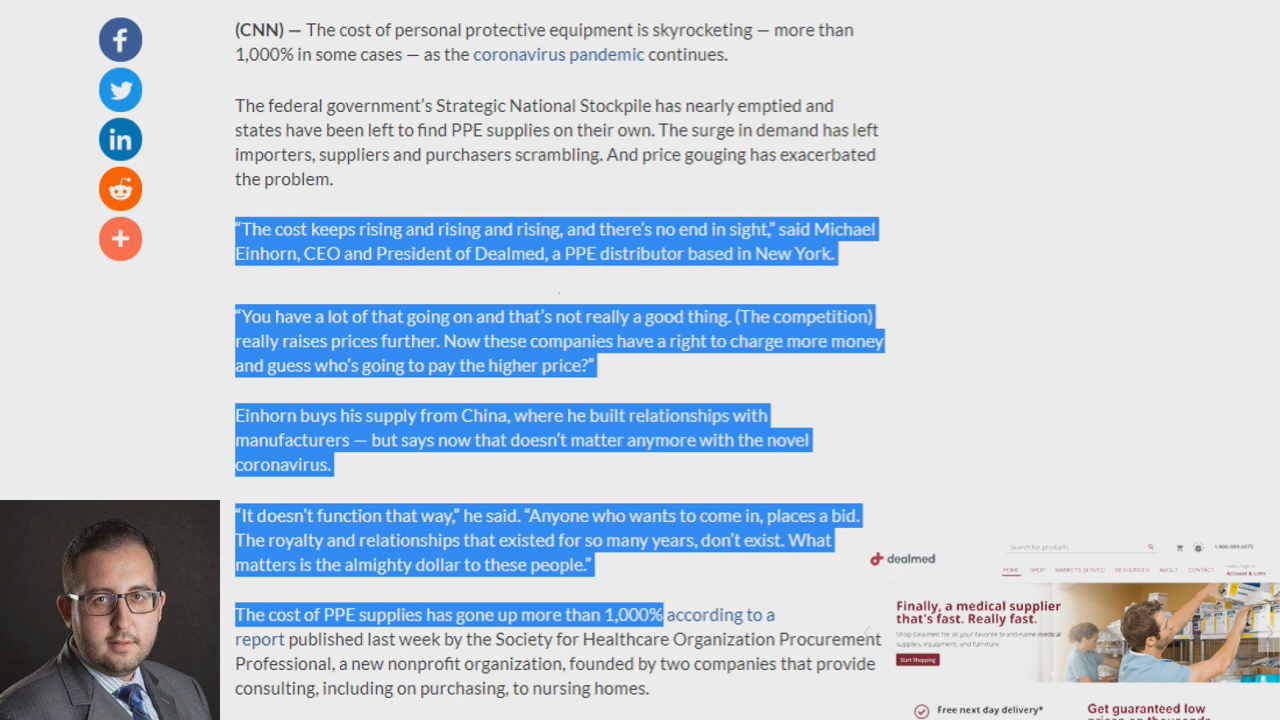 (CNN) — The cost of personal protective equipment is skyrocketing — more than
1,000% in some cases — as the coronavirus pandemic continues.
The federal government's Strategic National Stockpile has nearly emptied and
states have been left to find PPE supplies on their own. The surge in demand has left
importers, suppliers and purchasers scrambling. And price gouging has exacerbated
the problem.
“The cost keeps rising and rising and rising, and there's no end in sight,” said Michael
Einhorn, CEO and President of Dealmed, a PPE distributor based in New York.
“You have a lot of that going on and that's not really a good thing. (The competition)
really raises prices further. Now these companies have a right to charge more money
and guess who's going to pay the higher price?”
Einhorn buys his supply from China, where he built relationships with
manufacturers — but says now that doesn't matter anymore with the novel
coronavirus.
“It doesn't function that way,” he said. “Anyone who wants to come in, places a bid.
The royalty and relationships that existed for so many years, don't exist. What
matters is the almighty dollar to these people.”
The cost of PPE supplies has gone up more than 1,000% according to a
report published last week by the Society for Healthcare Organization Procurement
Professional, a new nonprofit organization, founded by two companies that provide
consulting, including on purchasing, to nursing homes.
dealmed
Search for products
HOME SHOP MARKETS SERVED RESOURCES ABOUT CONTACT
Account & Lists
Finally, a medical supplier
that's fast. Really fast.
Shop Dealmed for all your favorite brand-name medical
supplies, equipment, and furniture.
Start Shopping
Free next day delivery*
Get guaranteed low
prices on thousands